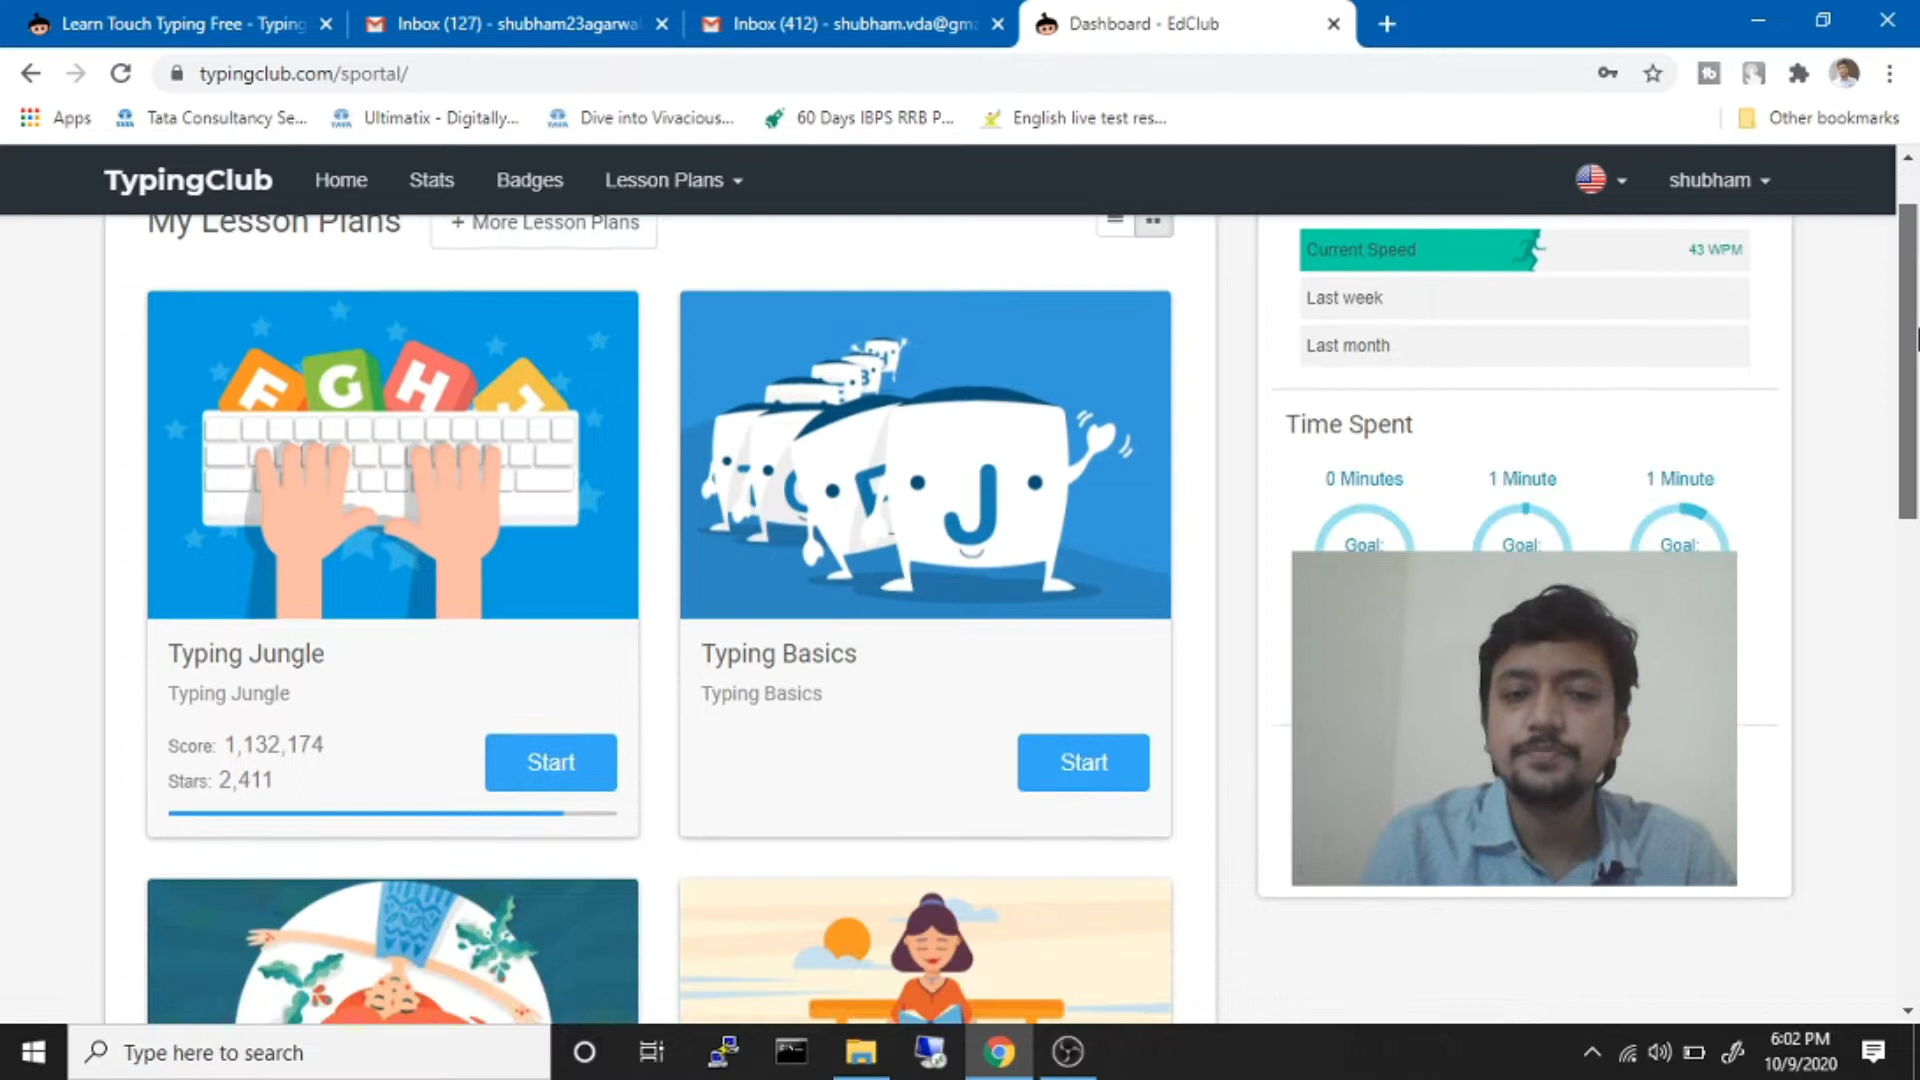 Learn Touch Typing Free - Typing
Inbox (127) - shubham23agarwa
Inbox (412) - shubham.vda@gm
Dashboard - EdClub
typingclub.com/sportal/
Apps
Tata Consultancy Se...
Ultimatix - Digitally...
Dive into Vivacious...
60 Days IBPS RRB P...
English live test res...
Other bookmarks
TypingClub
Home
Stats
Badges
Lesson Plans
shubham
My Lesson Plans
+ More Lesson Plans
Current Speed
43 WPM
Last week
Last month
Time Spent
0 Minutes
1 Minute
1 Minute
Goal:
Goal:
Goal:
F G H J
J
Typing Jungle
Typing Jungle
Score: 1,132,174
Stars: 2,411
Start
Typing Basics
Typing Basics
Start
Type here to search
6:02 PM
10/9/2020